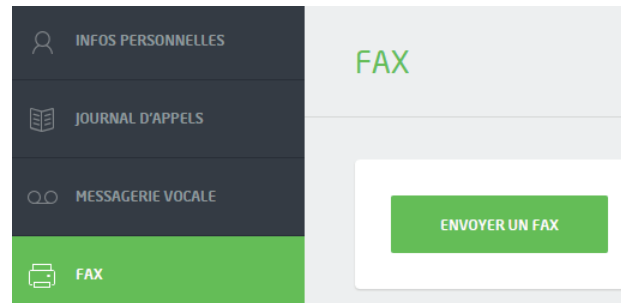 INFOS PERSONNELLES
JOURNAL D'APPELS
MESSAGERIE VOCALE
FAX
FAX
ENVOYER UN FAX